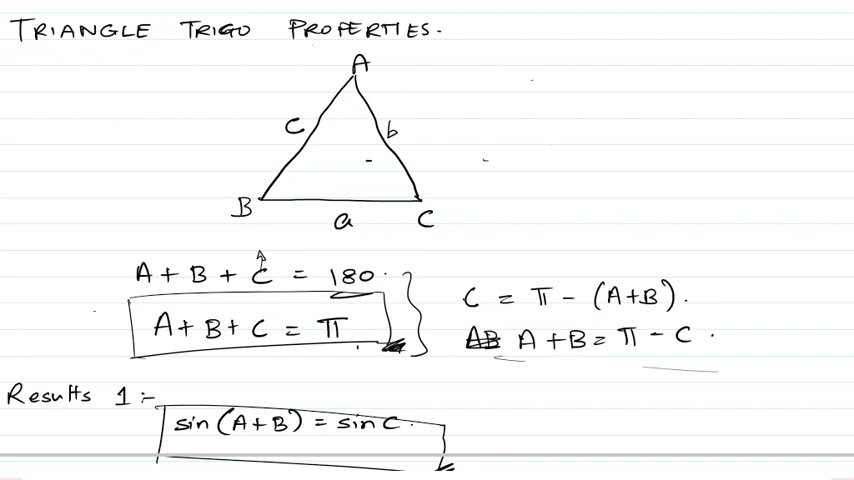 TRIANGLE TRIGO PROPERTIES.
A
c b
B a C
A + B + C = 180.
A + B + C = π
C = π - (A+B).
AB A + B = π - C.
Results 1 :-
sin (A+B) = sin C.